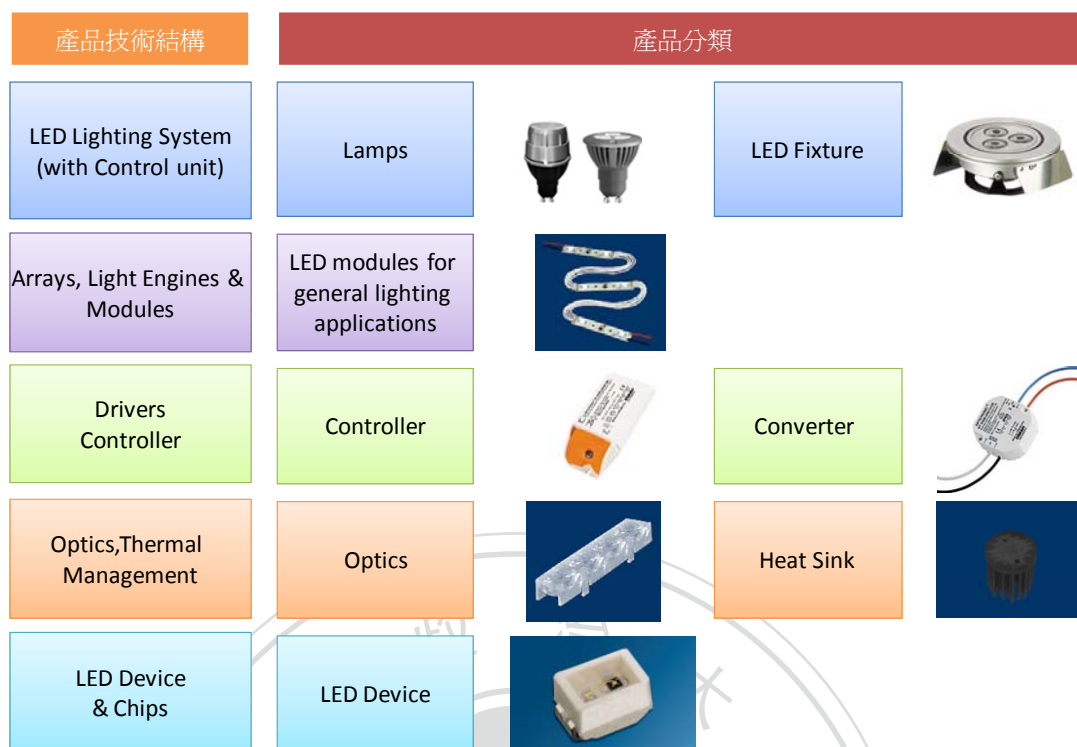 產品技術結構
產品分類
LED Lighting System
(with Control unit)
Lamps
LED Fixture
Arrays, Light Engines &
Modules
LED modules for
general lighting
applications
Drivers
Controller
Controller
Converter
Optics,Thermal
Management
Optics
Heat Sink
LED Device
& Chips
LED Device